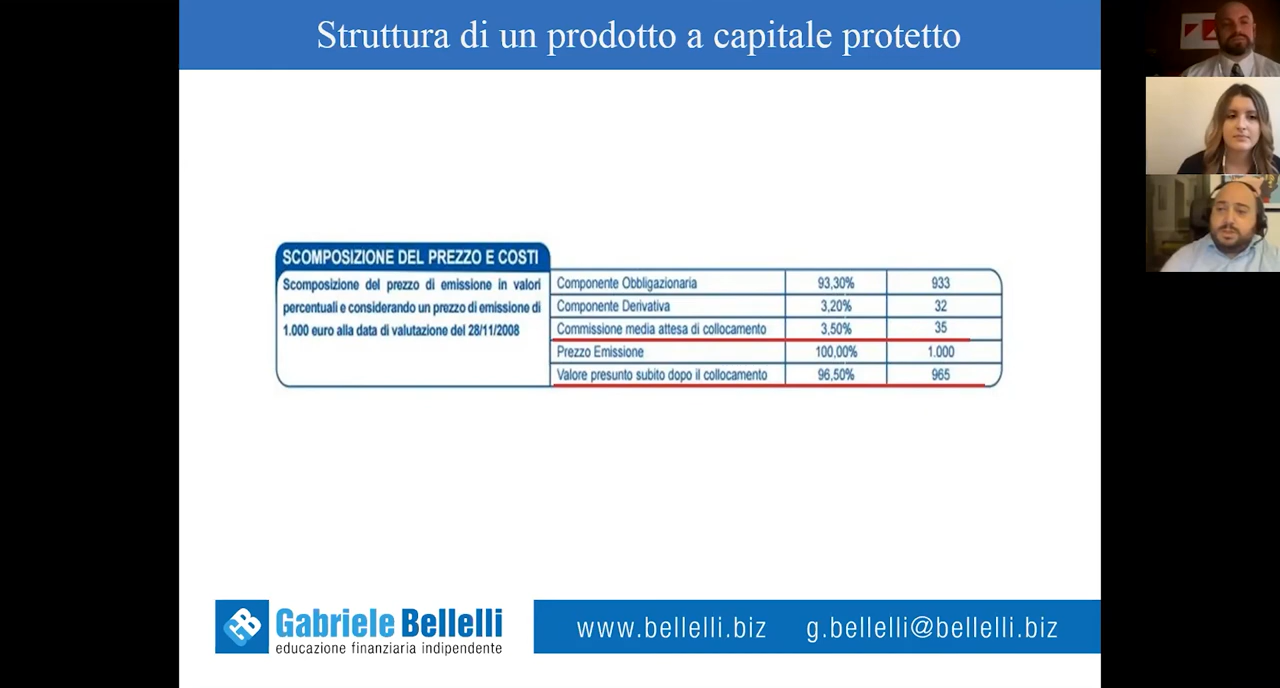 Struttura di un prodotto a capitale protetto
SCOMPOSIZIONE DEL PREZZO E COSTI
Scomposizione del prezzo di emissione in valori
percentuali e considerando un prezzo di emissione di
1.000 euro alla data di valutazione del 28/11/2008
Componente Obbligazionaria 93,30% 933
Componente Derivativa 3,20% 32
Commissione media attesa di collocamento 3,50% 35
Prezzo Emissione 100,00% 1.000
Valore presunto subito dopo il collocamento 96,50% 965
GB
Gabriele Bellelli
educazione finanziaria indipendente
www.bellelli.biz g.bellelli@bellelli.biz